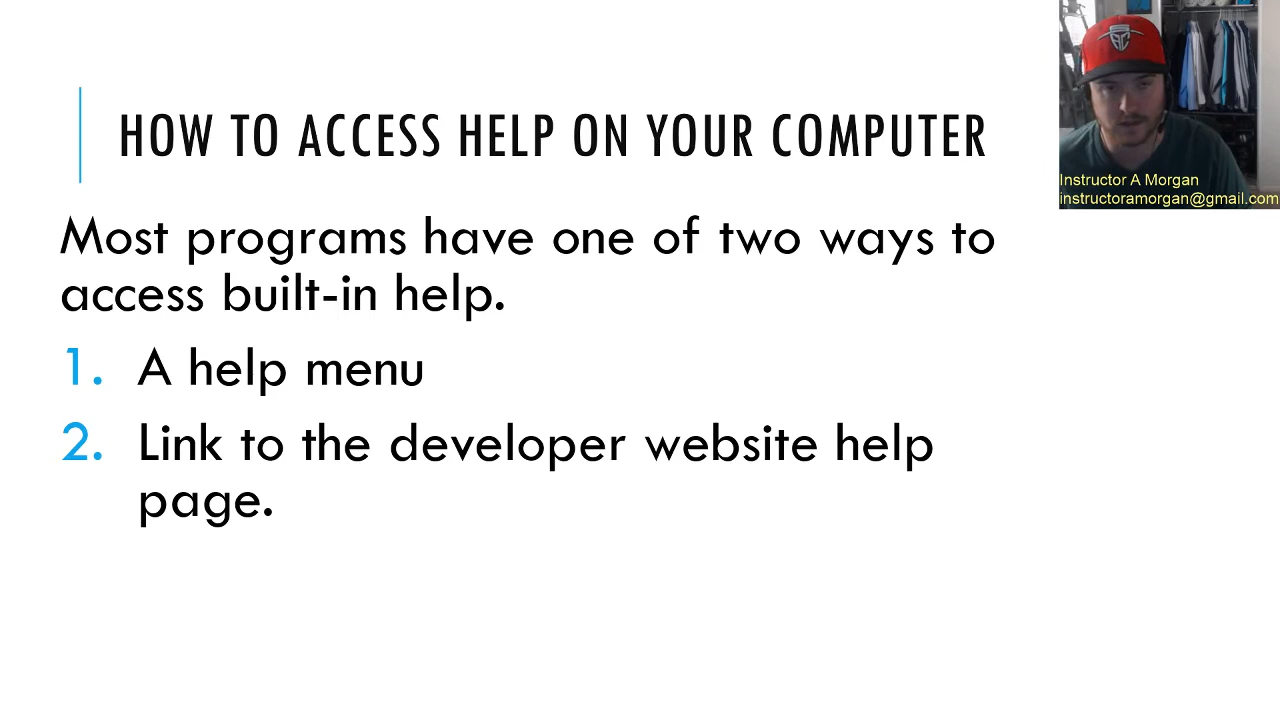 HOW TO ACCESS HELP ON YOUR COMPUTER
Most programs have one of two ways to
access built-in help.
1. A help menu
2. Link to the developer website help
page.
Instructor A Morgan
instructoramorgan@gmail.com